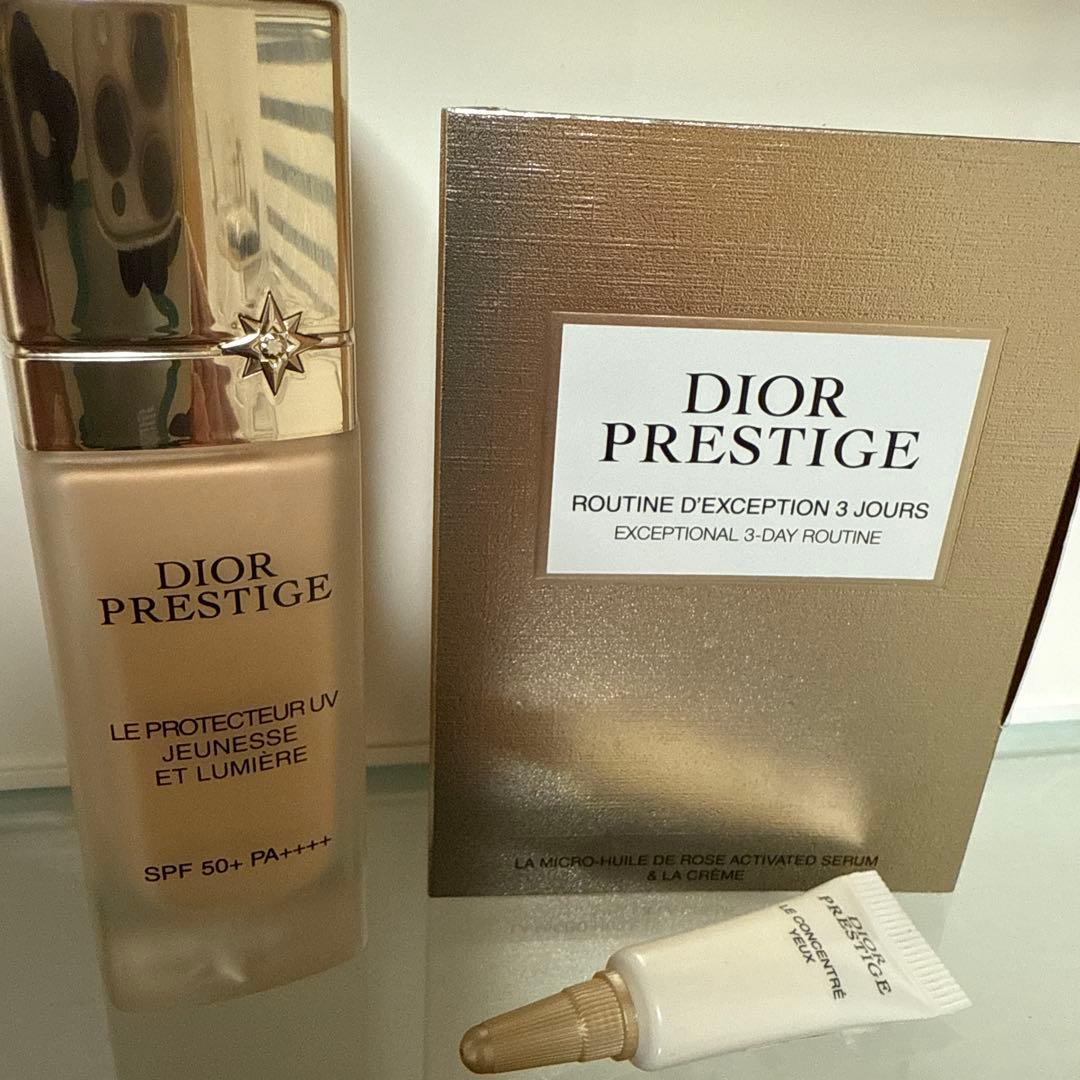 DIOR
PRESTIGE
LE PROTECTEUR UV
JEUNESSE
ET LUMIÈRE
SPF 50+ PA++++
DIOR
PRESTIGE
ROUTINE D'EXCEPTION 3 JOURS
EXCEPTIONAL 3-DAY ROUTINE
LA MICRO-HUILE DE ROSE ACTIVATED SERUM
& LA CRÈME
DIOR
PRESTIGE
LE CONCENTRÉ
YEUX